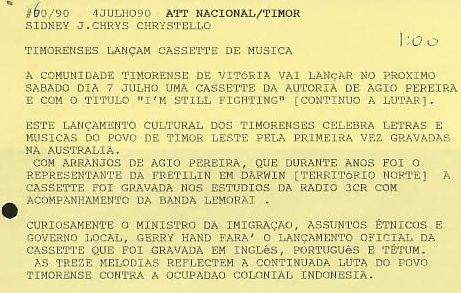 #60/90 4JULHO90 ATT NACIONAL/TIMOR
SIDNEY J.CHRYS CHRYSTELLO
1:00
TIMORENSES LANÇAM CASSETTE DE MUSICA
A COMUNIDADE TIMORENSE DE VITóRIA VAI LANçAR NO PROXIMO
SABADO DIA 7 JULHO UMA CASSETTE DA AUTORIA DE AGIO PEREIRA
E COM O TITULO "I'M STILL FIGHTING" [CONTINUO A LUTAR].
ESTE LANÇAMENTO CULTURAL DOS TIMORENSES CELEBRA LETRAS E
MUSICAS DO POVO DE TIMOR LESTE PELA PRIMEIRA VEZ GRAVADAS
NA AUSTRALIA.
COM ARRANJOS DE AGIO PEREIRA, QUE DURANTE ANOS FOI O
REPRESENTANTE DA FRETILIN EM DARWIN [TERRITóRIO NORTE] A
CASSETTE FOI GRAVADA NOS ESTUDIOS DA RADIO 3CR COM
ACOMPANHAMENTO DA BANDA LEMORAI .
CURIOSAMENTE O MINISTRO DA IMIGRAÇAO, ASSUNTOS ÉTNICOS E
GOVERNO LOCAL, GERRY HAND FARA' O LANÇAMENTO OFICIAL DA
CASSETTE QUE FOI GRAVADA EM INGLêS, PORTUGUêS E TÉTUM.
AS TREZE MELODIAS REFLECTEM A CONTINUADA LUTA DO POVO
TIMORENSE CONTRA A OCUPADAO COLONIAL INDONESIA.